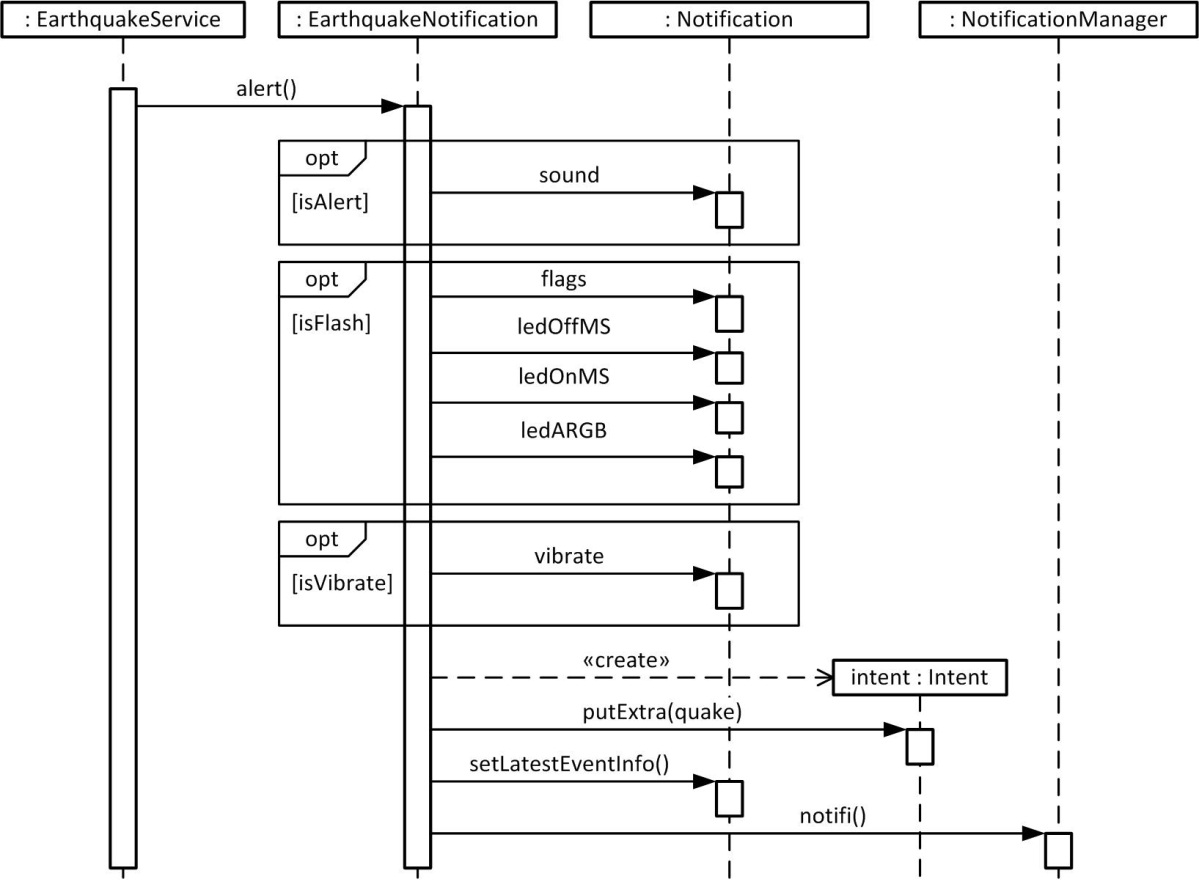 : EarthquakeService
: EarthquakeNotification
: Notification
: NotificationManager
alert()
opt
sound
[isAlert]
opt
flags
[isFlash]
ledOffMS
ledOnMS
ledARGB
opt
vibrate
[isVibrate]
«create»
intent : Intent
putExtra(quake)
setLatestEventInfo()
notifi()